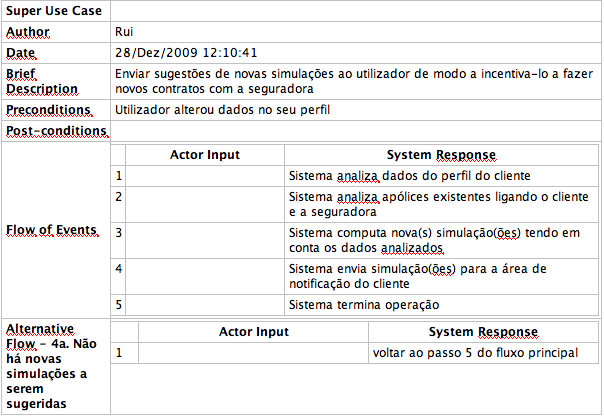 Super Use Case
Author Rui
Date 28/Dez/2009 12:10:41
Brief Description Enviar sugestões de novas simulações ao utilizador de modo a incentiva-lo a fazer
novos contratos com a seguradora
Preconditions Utilizador alterou dados no seu perfil
Post-conditions
Flow of Events
Actor Input System Response
1 Sistema analiza dados do perfil do cliente
2 Sistema analiza apólices existentes ligando o cliente
e a seguradora
3 Sistema computa nova(s) simulação(ões) tendo em
conta os dados analizados
4 Sistema envia simulação(ões) para a área de
notificação do cliente
5 Sistema termina operação
Alternative
Flow - 4a. Não
há novas
simulações a
serem
sugeridas
Actor Input System Response
1 voltar ao passo 5 do fluxo principal